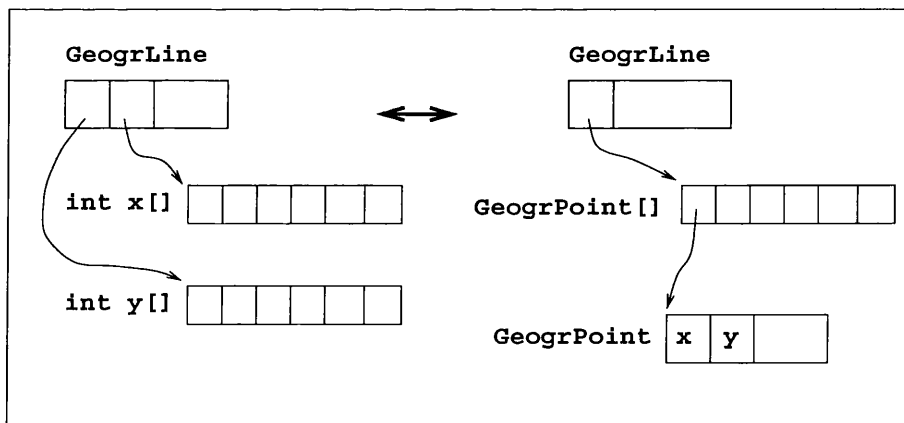 GeogrLine
int x[]
int y[]
GeogrLine
GeogrPoint[]
GeogrPoint
x
y